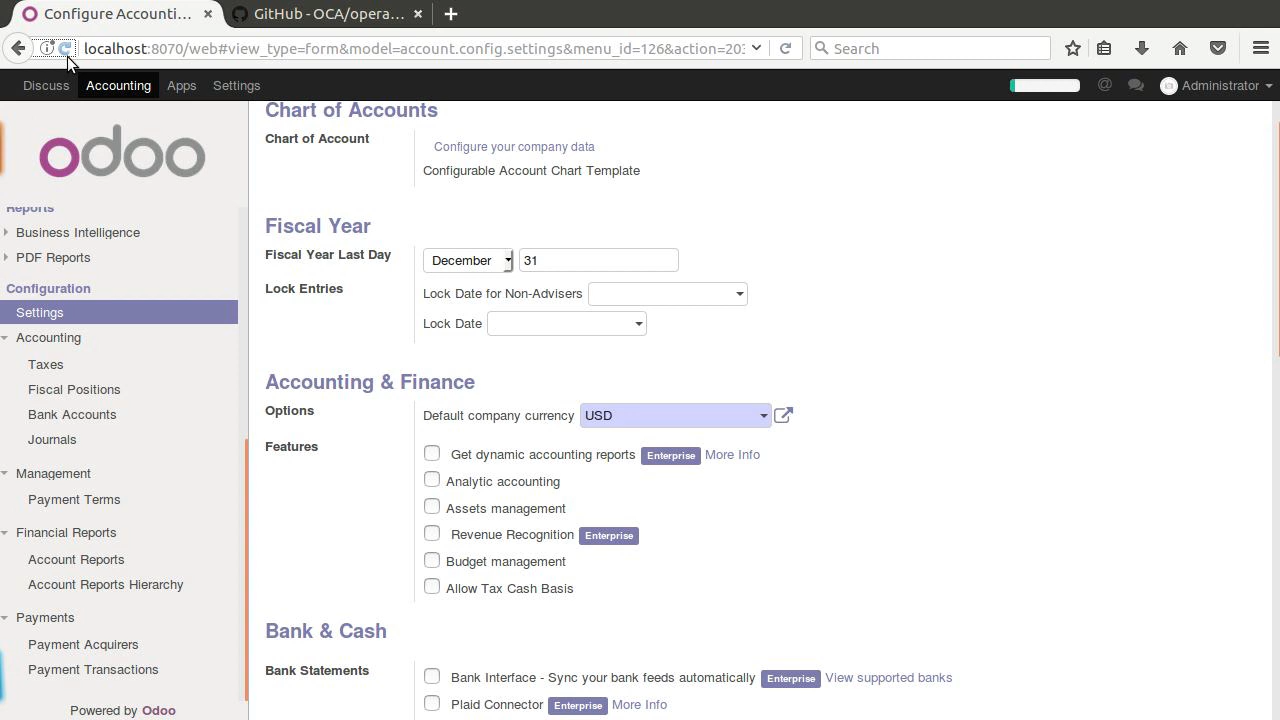 Configure Accounti...
GitHub - OCA/opera...
localhost:8070/web#view_type=form&model=account.config.settings&menu_id=126&action=203
Search
Discuss Accounting Apps Settings
@ Administrator
odoo
Reports
Business Intelligence
PDF Reports
Configuration
Settings
Accounting
Taxes
Fiscal Positions
Bank Accounts
Journals
Management
Payment Terms
Financial Reports
Account Reports
Account Reports Hierarchy
Payments
Payment Acquirers
Payment Transactions
Powered by Odoo
Chart of Accounts
Chart of Account
Configure your company data
Configurable Account Chart Template
Fiscal Year
Fiscal Year Last Day December 31
Lock Entries Lock Date for Non-Advisers
Lock Date
Accounting & Finance
Options Default company currency USD
Features
Get dynamic accounting reports Enterprise More Info
Analytic accounting
Assets management
Revenue Recognition Enterprise
Budget management
Allow Tax Cash Basis
Bank & Cash
Bank Statements
Bank Interface - Sync your bank feeds automatically Enterprise View supported banks
Plaid Connector Enterprise More Info